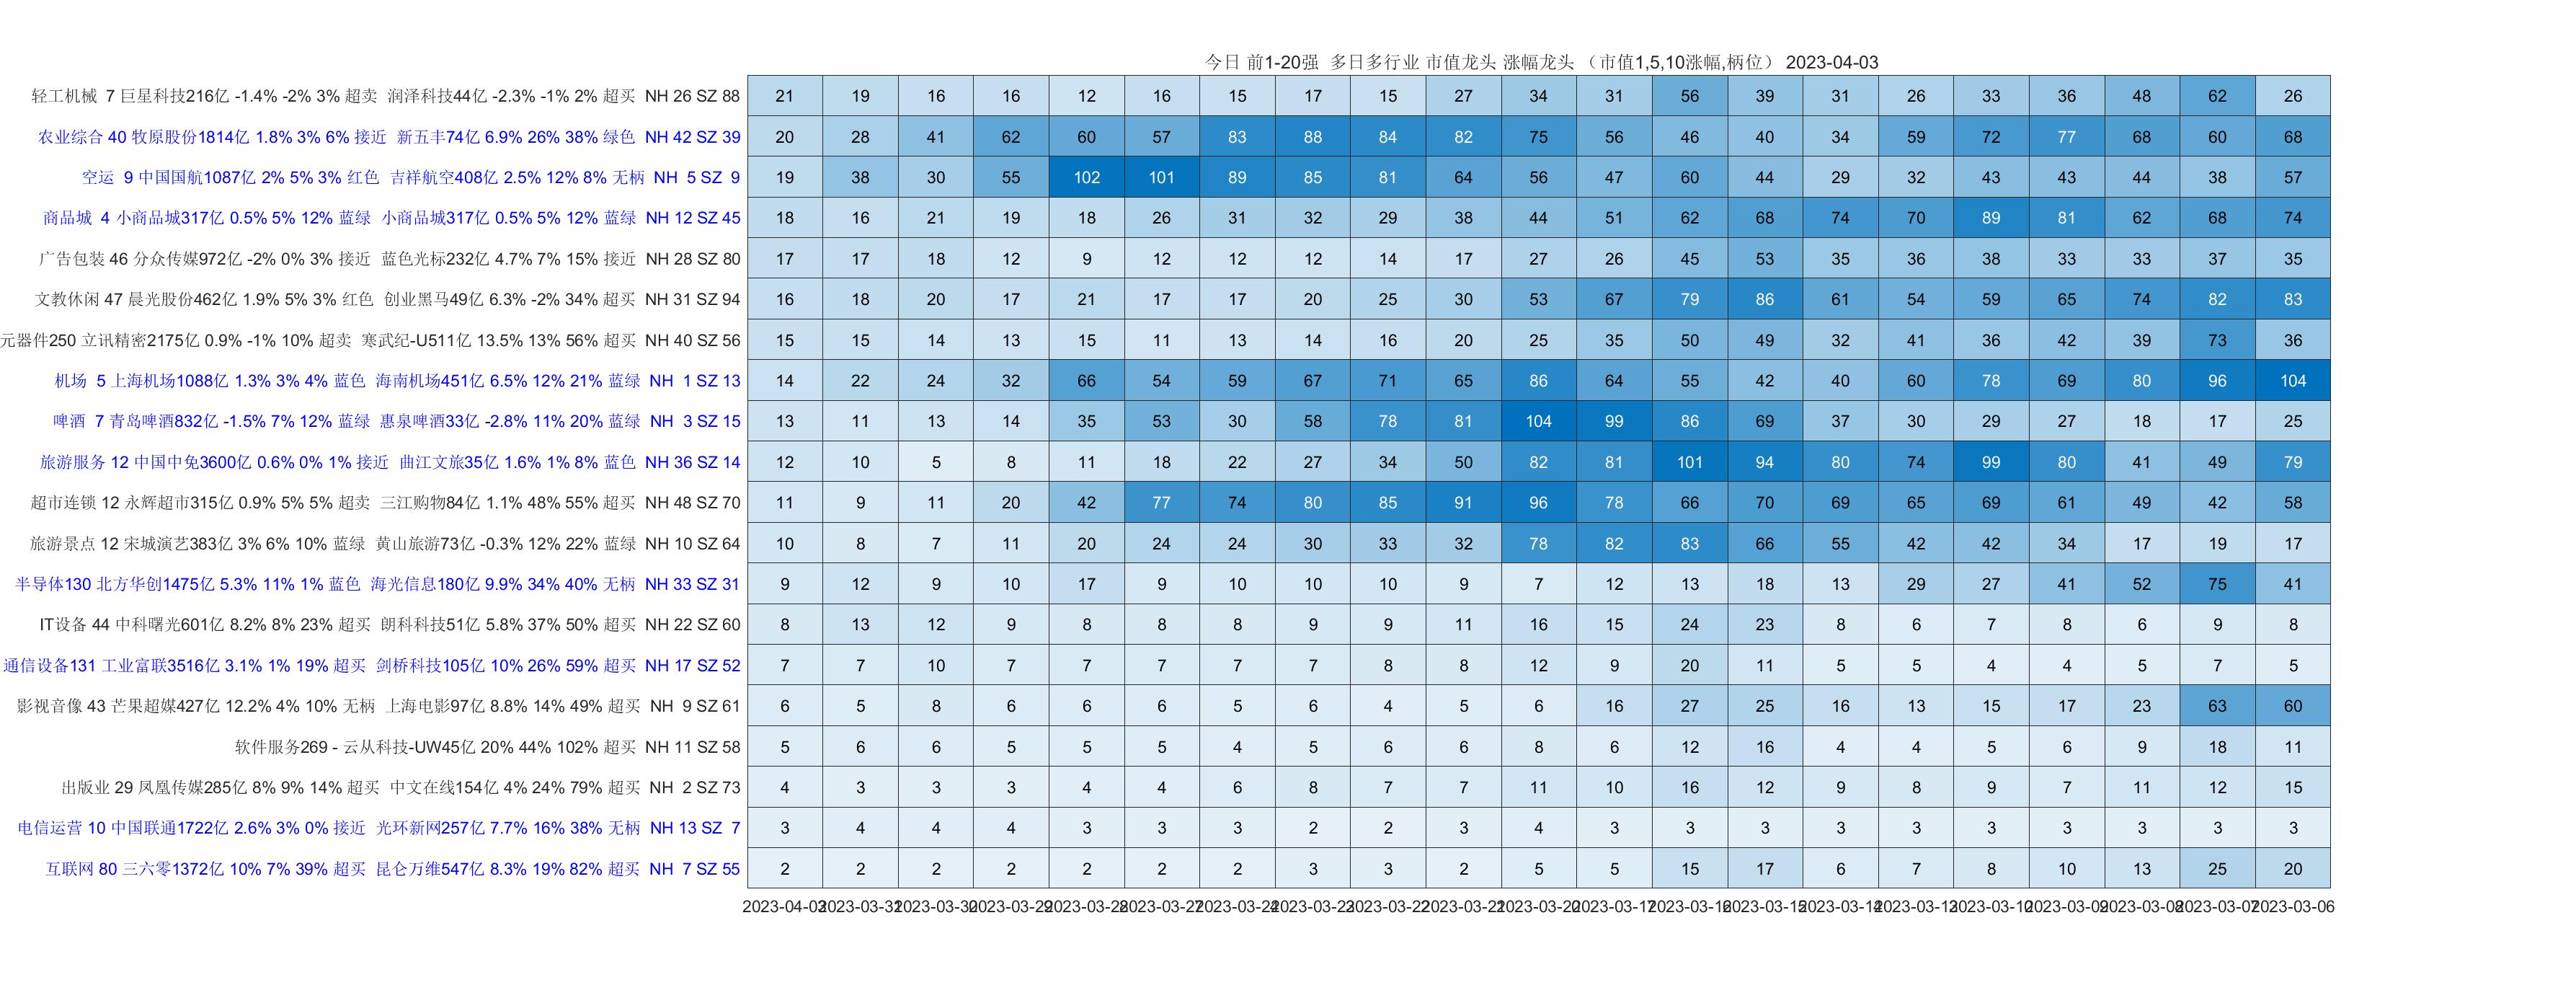 今日 前1-20强 多日多行业 市值龙头 涨幅龙头 （市值1,5,10涨幅,柄位） 2023-04-03
轻工机械 7 巨星科技216亿 -1.4% -2% 3% 超卖 润泽科技44亿 -2.3% -1% 2% 超买 NH 26 SZ 88 21 19 16 16 12 16 15 17 15 27 34 31 56 39 31 26 33 36 48 62 26
农业综合 40 牧原股份1814亿 1.8% 3% 6% 接近 新五丰74亿 6.9% 26% 38% 绿色 NH 42 SZ 39 20 28 41 62 60 57 83 88 84 82 75 56 46 40 34 59 72 77 68 60 68
空运 9 中国国航1087亿 2% 5% 3% 红色 吉祥航空408亿 2.5% 12% 8% 无柄 NH 5 SZ 9 19 38 30 55 102 101 89 85 81 64 56 47 60 44 29 32 43 43 44 38 57
商品城 4 小商品城317亿 0.5% 5% 12% 蓝绿 小商品城317亿 0.5% 5% 12% 蓝绿 NH 12 SZ 45 18 16 21 19 18 26 31 32 29 38 44 51 62 68 74 70 89 81 62 68 74
广告包装 46 分众传媒972亿 -2% 0% 3% 接近 蓝色光标232亿 4.7% 7% 15% 接近 NH 28 SZ 80 17 17 18 12 9 12 12 12 14 17 27 26 45 53 35 36 38 33 33 37 35
文教休闲 47 晨光股份462亿 1.9% 5% 3% 红色 创业黑马49亿 6.3% -2% 34% 超买 NH 31 SZ 94 16 18 20 17 21 17 17 20 25 30 53 67 79 86 61 54 59 65 74 82 83
元器件250 立讯精密2175亿 0.9% -1% 10% 超卖 寒武纪-U511亿 13.5% 13% 56% 超买 NH 40 SZ 56 15 15 14 13 15 11 13 14 16 20 25 35 50 49 32 41 36 42 39 73 36
机场 5 上海机场1088亿 1.3% 3% 4% 蓝色 海南机场451亿 6.5% 12% 21% 蓝绿 NH 1 SZ 13 14 22 24 32 66 54 59 67 71 65 86 64 55 42 40 60 78 69 80 96 104
啤酒 7 青岛啤酒832亿 -1.5% 7% 12% 蓝绿 惠泉啤酒33亿 -2.8% 11% 20% 蓝绿 NH 3 SZ 15 13 11 13 14 35 53 30 58 78 81 104 99 86 69 37 30 29 27 18 17 25
旅游服务 12 中国中免3600亿 0.6% 0% 1% 接近 曲江文旅35亿 1.6% 1% 8% 蓝色 NH 36 SZ 14 12 10 5 8 11 18 22 27 34 50 82 81 101 94 80 74 99 80 41 49 79
超市连锁 12 永辉超市315亿 0.9% 5% 5% 超卖 三江购物84亿 1.1% 48% 55% 超买 NH 48 SZ 70 11 9 11 20 42 77 74 80 85 91 96 78 66 70 69 65 69 61 49 42 58
旅游景点 12 宋城演艺383亿 3% 6% 10% 蓝绿 黄山旅游73亿 -0.3% 12% 22% 蓝绿 NH 10 SZ 64 10 8 7 11 20 24 24 30 33 32 78 82 83 66 55 42 42 34 17 19 17
半导体130 北方华创1475亿 5.3% 11% 1% 蓝色 海光信息180亿 9.9% 34% 40% 无柄 NH 33 SZ 31 9 12 9 10 17 9 10 10 10 9 7 12 13 18 13 29 27 41 52 75 41
IT设备 44 中科曙光601亿 8.2% 8% 23% 超买 朗科科技51亿 5.8% 37% 50% 超买 NH 22 SZ 60 8 13 12 9 8 8 8 9 9 11 16 15 24 23 8 6 7 8 6 9 8
通信设备131 工业富联3516亿 3.1% 1% 19% 超买 剑桥科技105亿 10% 26% 59% 超买 NH 17 SZ 52 7 7 10 7 7 7 7 7 8 8 12 9 20 11 5 5 4 4 5 7 5
影视音像 43 芒果超媒427亿 12.2% 4% 10% 无柄 上海电影97亿 8.8% 14% 49% 超买 NH 9 SZ 61 6 5 8 6 6 6 5 6 4 5 6 16 27 25 16 13 15 17 23 63 60
软件服务269 - 云从科技-UW45亿 20% 44% 102% 超买 NH 11 SZ 58 5 6 6 5 5 5 4 5 6 6 8 6 12 16 4 4 5 6 9 18 11
出版业 29 凤凰传媒285亿 8% 9% 14% 超买 中文在线154亿 4% 24% 79% 超买 NH 2 SZ 73 4 3 3 3 4 4 6 8 7 7 11 10 16 12 9 8 9 7 11 12 15
电信运营 10 中国联通1722亿 2.6% 3% 0% 接近 光环新网257亿 7.7% 16% 38% 无柄 NH 13 SZ 7 3 4 4 4 3 3 3 2 2 3 4 3 3 3 3 3 3 3 3 3 3
互联网 80 三六零1372亿 10% 7% 39% 超买 昆仑万维547亿 8.3% 19% 82% 超买 NH 7 SZ 55 2 2 2 2 2 2 2 3 3 2 5 5 15 17 6 7 8 10 13 25 20
2023-04-03 2023-03-31 2023-03-30 2023-03-29 2023-03-28 2023-03-27 2023-03-24 2023-03-23 2023-03-22 2023-03-21 2023-03-20 2023-03-17 2023-03-16 2023-03-15 2023-03-14 2023-03-13 2023-03-10 2023-03-09 2023-03-08 2023-03-07 2023-03-06